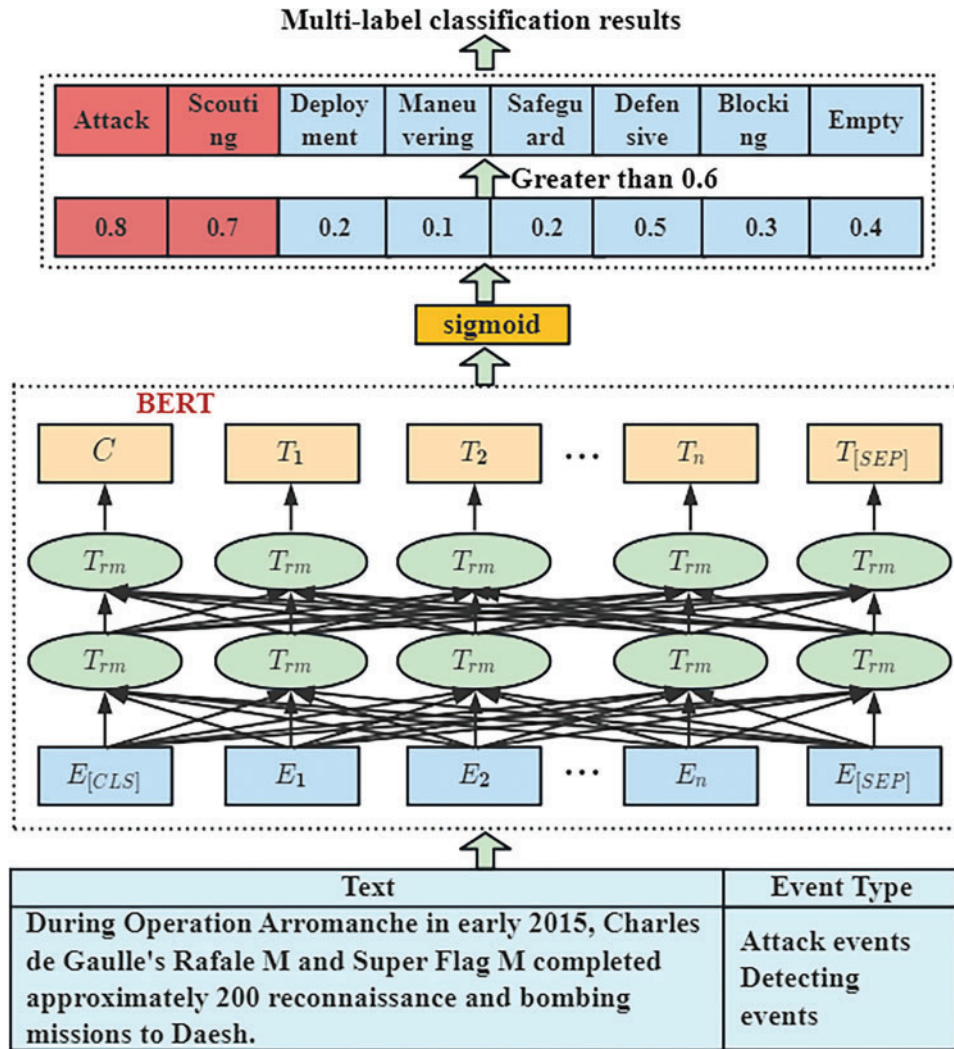 Multi-label classification results
Attack Scouti ng Deploy ment Maneu vering Safegu ard Defen sive Blocki ng Empty
Greater than 0.6
0.8 0.7 0.2 0.1 0.2 0.5 0.3 0.4
sigmoid
BERT
C T1 T2 ... Tn T[SEP]
Trm Trm Trm Trm Trm
Trm Trm Trm Trm Trm
E[CLS] E1 E2 ... En E[SEP]
Text Event Type
During Operation Arromanche in early 2015, Charles
de Gaulle's Rafale M and Super Flag M completed
approximately 200 reconnaissance and bombing
missions to Daesh.
Attack events
Detecting
events